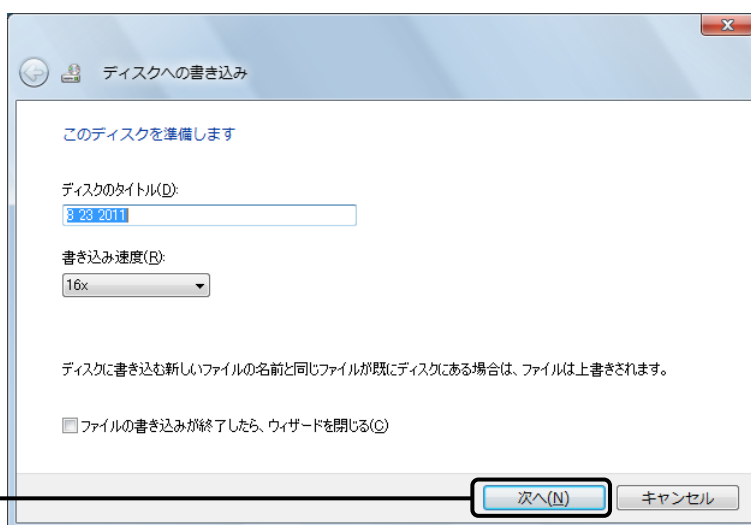 ディスクへの書き込み
このディスクを準備します
ディスクのタイトル(D):
8 23 2011
書き込み速度(R):
16x
ディスクに書き込む新しいファイルの名前と同じファイルが既にディスクにある場合は、ファイルは上書きされます。
ファイルの書き込みが終了したら、ウィザードを閉じる(C)
次へ(N) キャンセル